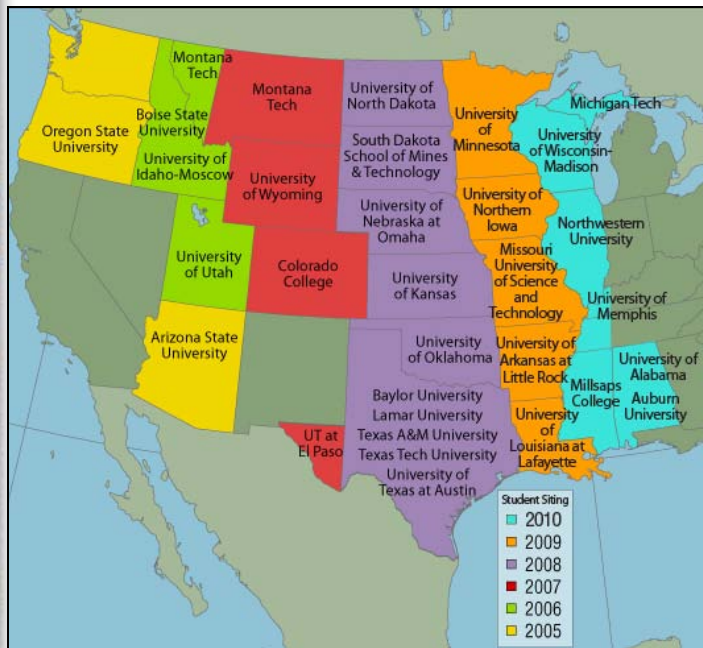 Montana
Tech
Montana
Tech
University of
North Dakota
Michigan Tech
Oregon State
University
Boise State
University
University of
Idaho-Moscow
University
of Wyoming
South Dakota
School of Mines
& Technology
University
of
Minnesota
University
of Wisconsin-
Madison
University of
Nebraska at
Omaha
University of
Northern
Iowa
Northwestern
University
University
of Utah
Colorado
College
University
of Kansas
Missouri
University
of Science
and
Technology
University of
Memphis
Arizona State
University
University
of Oklahoma
University of
Arkansas at
Little Rock
Millsaps
College
University of
Alabama
Auburn
University
UT at
El Paso
Baylor University
Lamar University
Texas A&M University
Texas Tech University
University of
Texas at Austin
University
of
Louisiana at
Lafayette
Student Siting
2010
2009
2008
2007
2006
2005